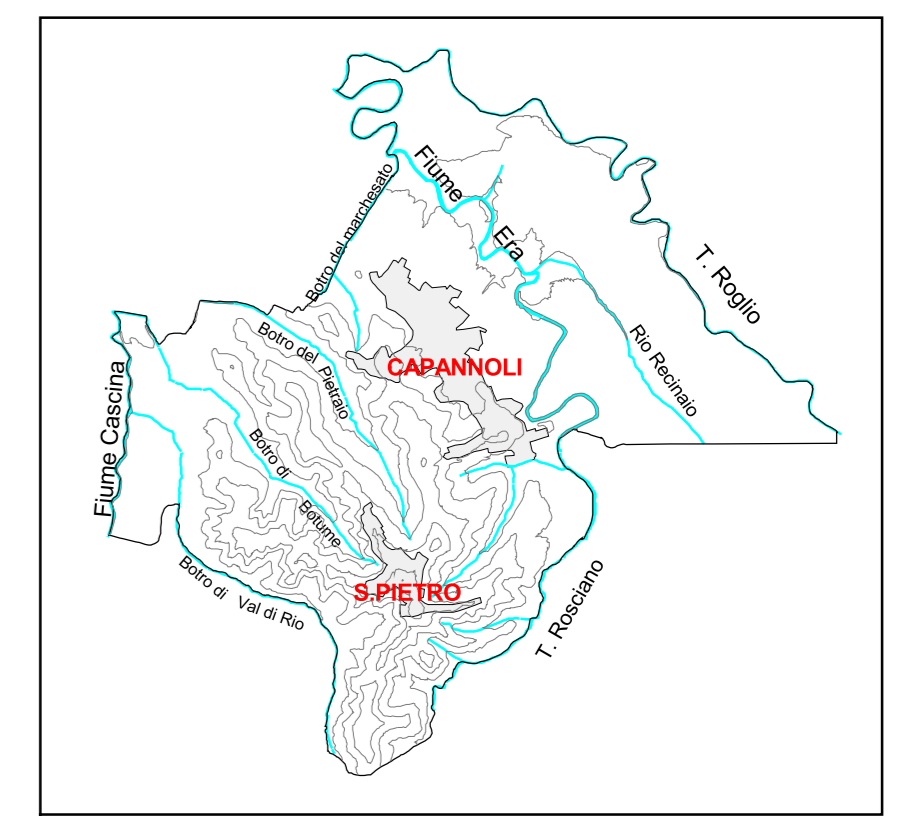 Fiume Era
Botro del marchesato
T. Roglio
Rio Recinaio
Botro del Pietraio
CAPANNOLI
Fiume Cascina
Botro di Botume
S.PIETRO
Botro di Val di Rio
T. Rosciano